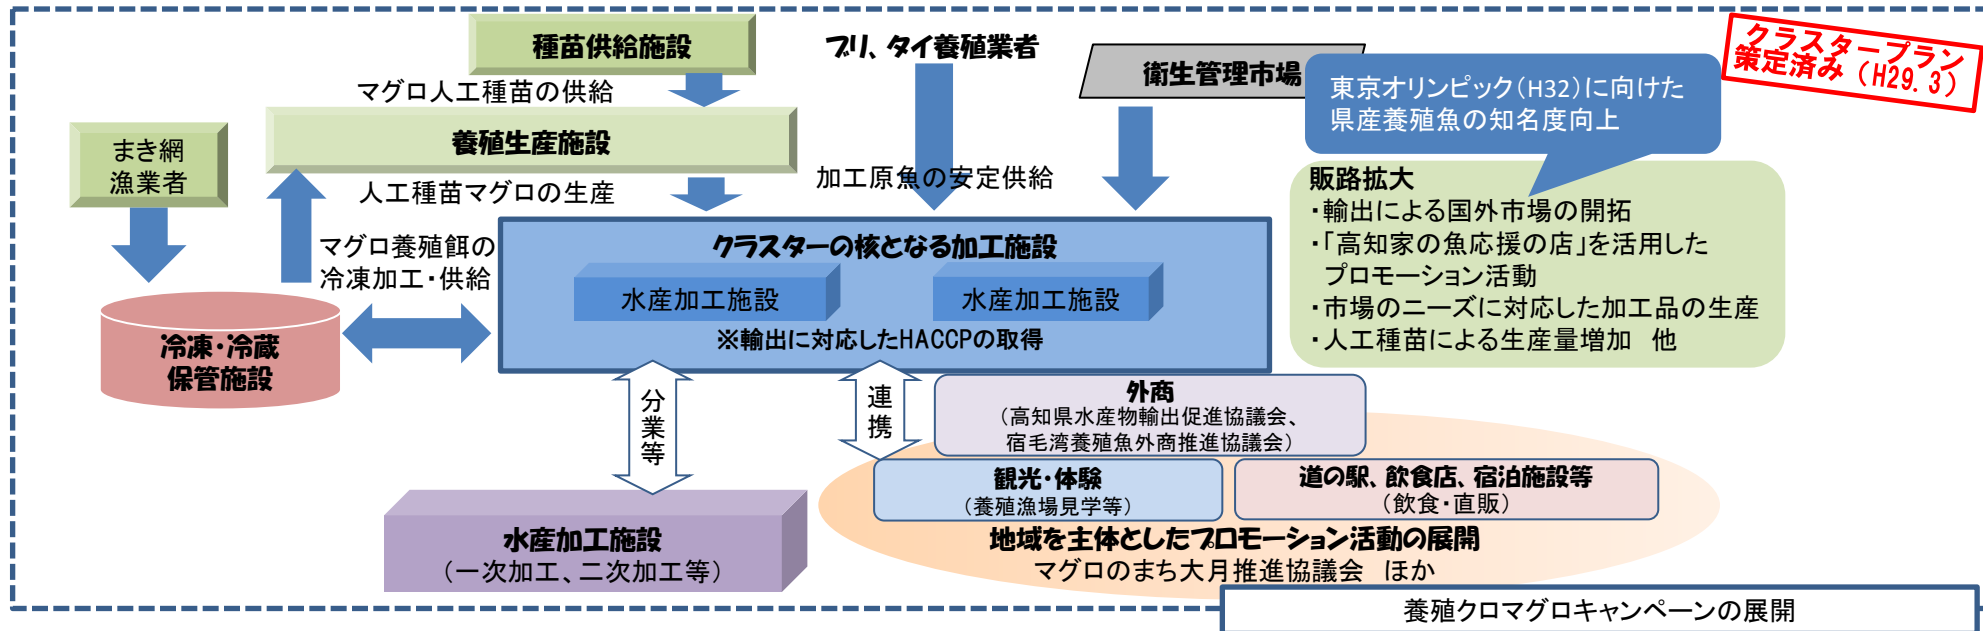 種苗供給施設
ブリ、タイ養殖業者
衛生管理市場
クラスタープラン
策定済み（H29.3）
マグロ人工種苗の供給
東京オリンピック（H32）に向けた
県産養殖魚の知名度向上
まき網
漁業者
養殖生産施設
人工種苗マグロの生産
加工原魚の安定供給
販路拡大
・輸出による国外市場の開拓
・「高知家の魚応援の店」を活用した
プロモーション活動
・市場のニーズに対応した加工品の生産
・人工種苗による生産量増加　他
マグロ養殖餌の
冷凍加工・供給
クラスターの核となる加工施設
水産加工施設
水産加工施設
※輸出に対応したHACCPの取得
冷凍・冷蔵
保管施設
分業等
連携
外商
（高知県水産物輸出促進協議会、
宿毛湾養殖魚外商推進協議会）
観光・体験
（養殖漁場見学等）
道の駅、飲食店、宿泊施設等
（飲食・直販）
水産加工施設
（一次加工、二次加工等）
地域を主体としたプロモーション活動の展開
マグロのまち大月推進協議会　ほか
養殖クロマグロキャンペーンの展開